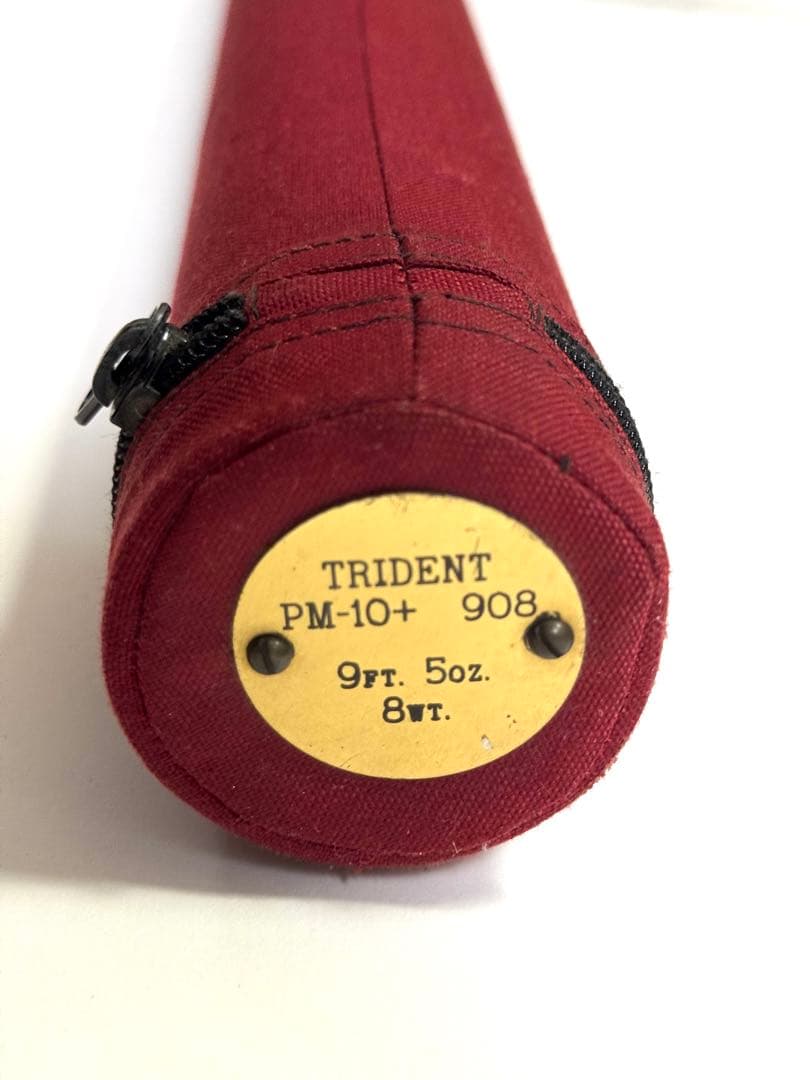 TRIDENT
PM-10+ 908
9FT. 5OZ.
8WT.